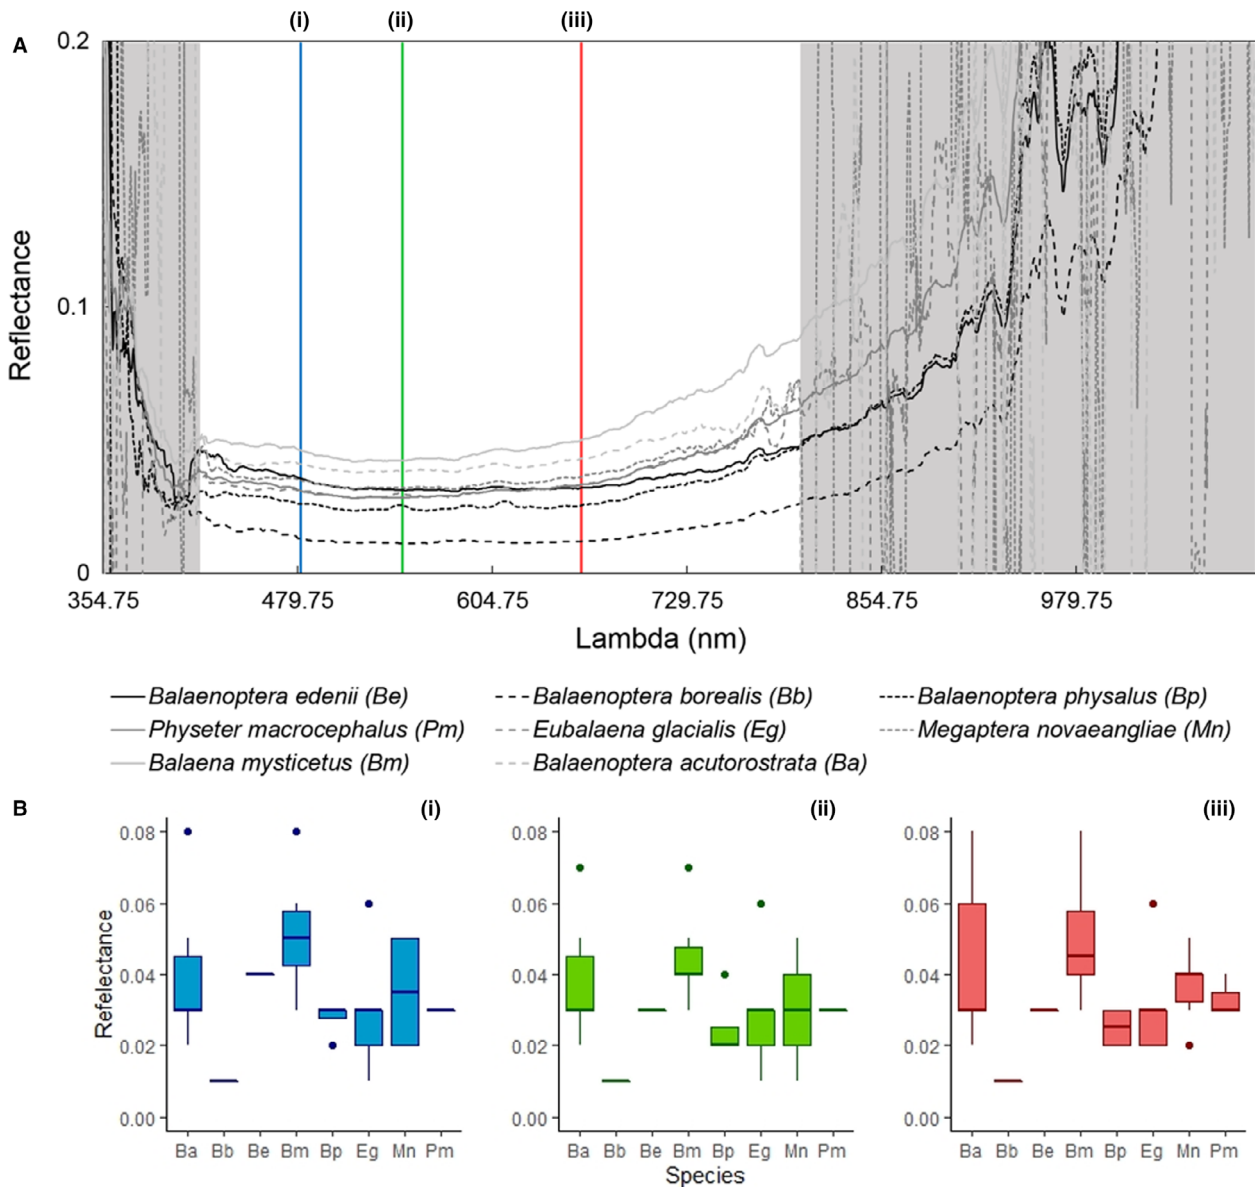 (i) (ii) (iii)
A
0.2
0.1
0
Reflectance
354.75 479.75 604.75 729.75 854.75 979.75
Lambda (nm)
Balaenoptera edenii (Be) Balaenoptera borealis (Bb) Balaenoptera physalus (Bp)
Physeter macrocephalus (Pm) Eubalaena glacialis (Eg) Megaptera novaeangliae (Mn)
Balaena mysticetus (Bm) Balaenoptera acutorostrata (Ba)
B
(i) (ii) (iii)
0.08 0.08 0.08
0.06 0.06 0.06
0.04 0.04 0.04
0.02 0.02 0.02
0.00 0.00 0.00
Refelectance
Ba Bb Be Bm Bp Eg Mn Pm Ba Bb Be Bm Bp Eg Mn Pm Ba Bb Be Bm Bp Eg Mn Pm
Species